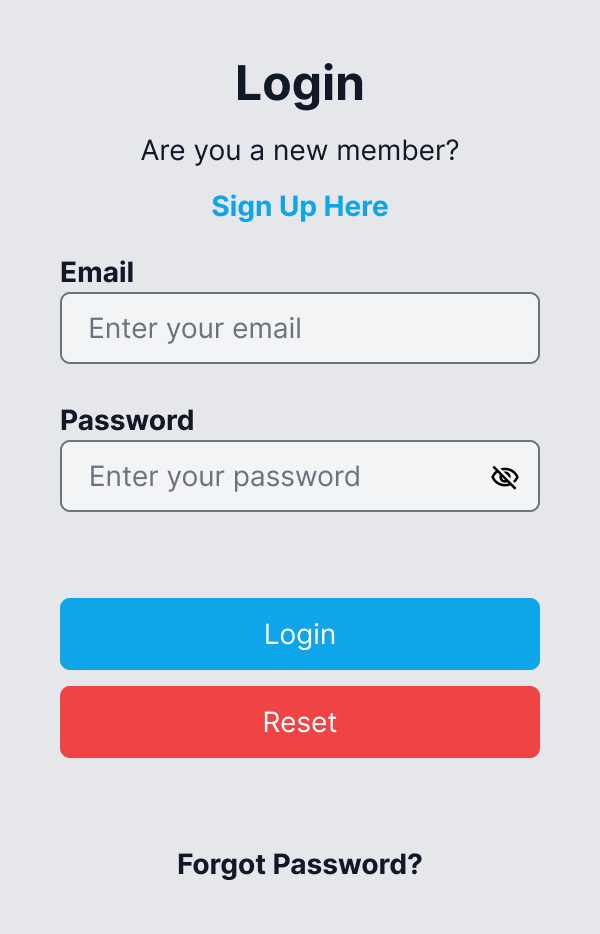 Login
Are you a new member?
Sign Up Here
Email
Enter your email
Password
Enter your password
Login
Reset
Forgot Password?